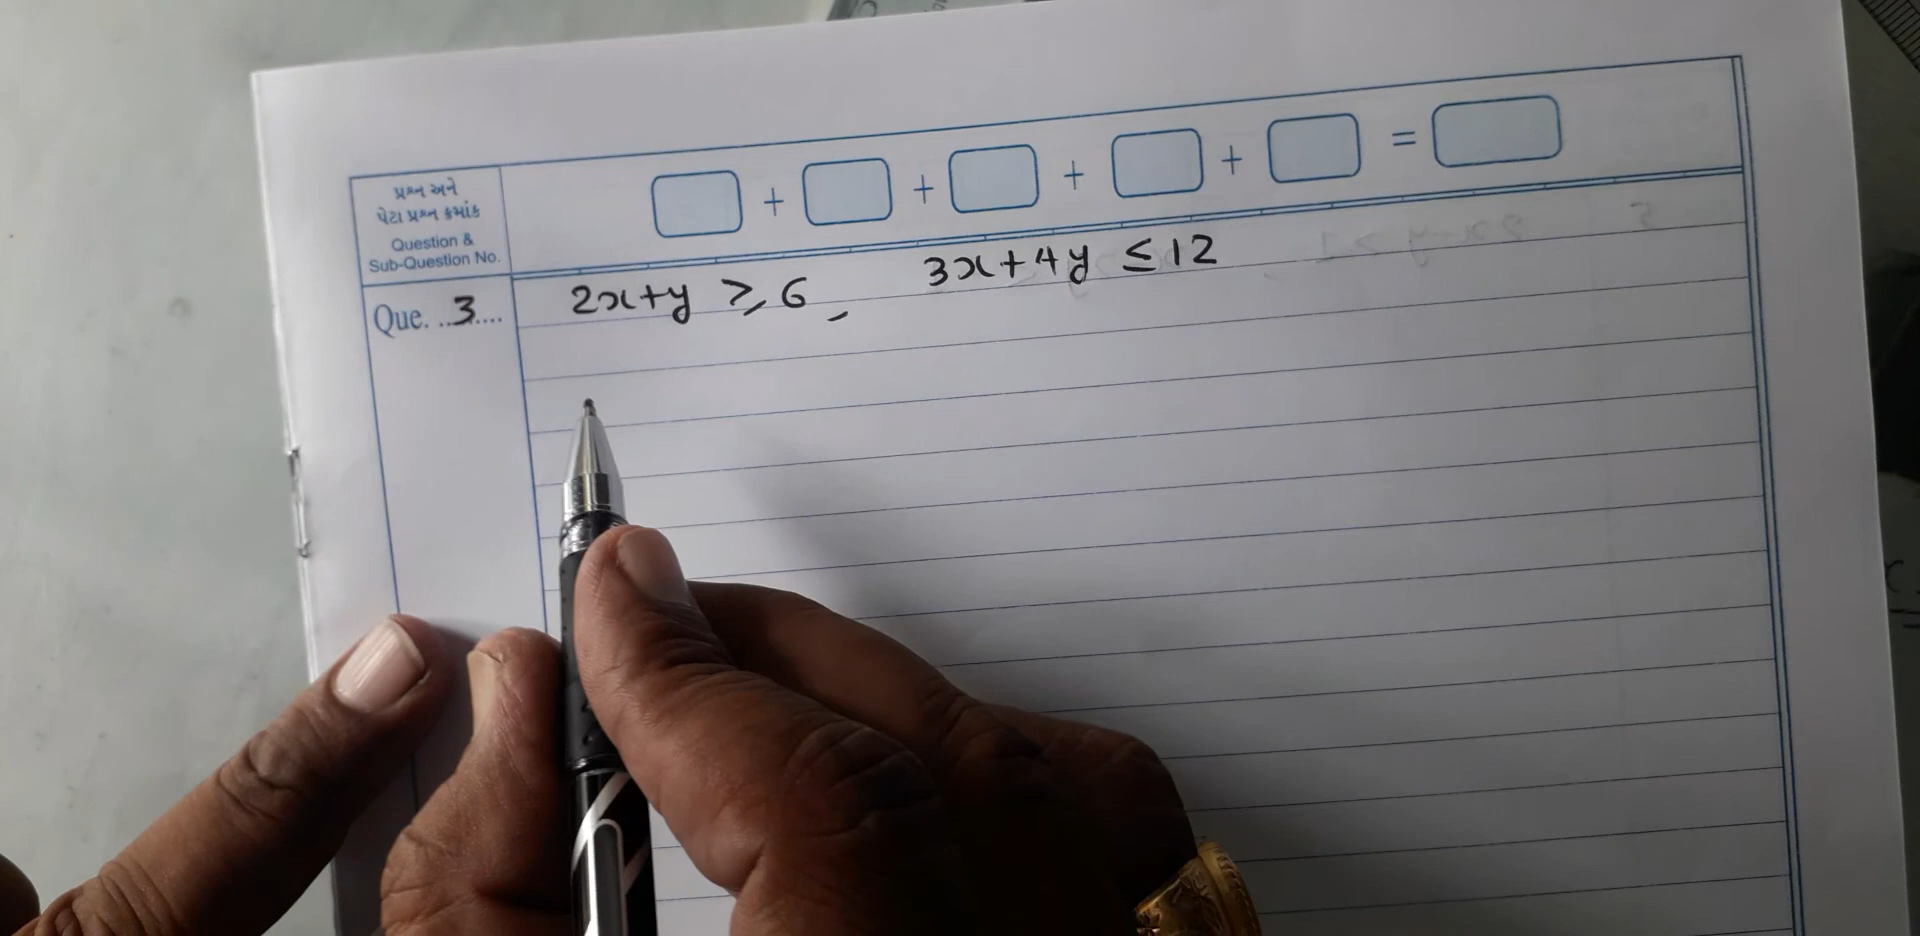 + + + + =
પ્રશ્ન અને
પેટા પ્રશ્ન ક્રમાંક
Question &
Sub-Question No.
Que. ..3.... 2x+y ≥ 6, 3x+4y ≤ 12